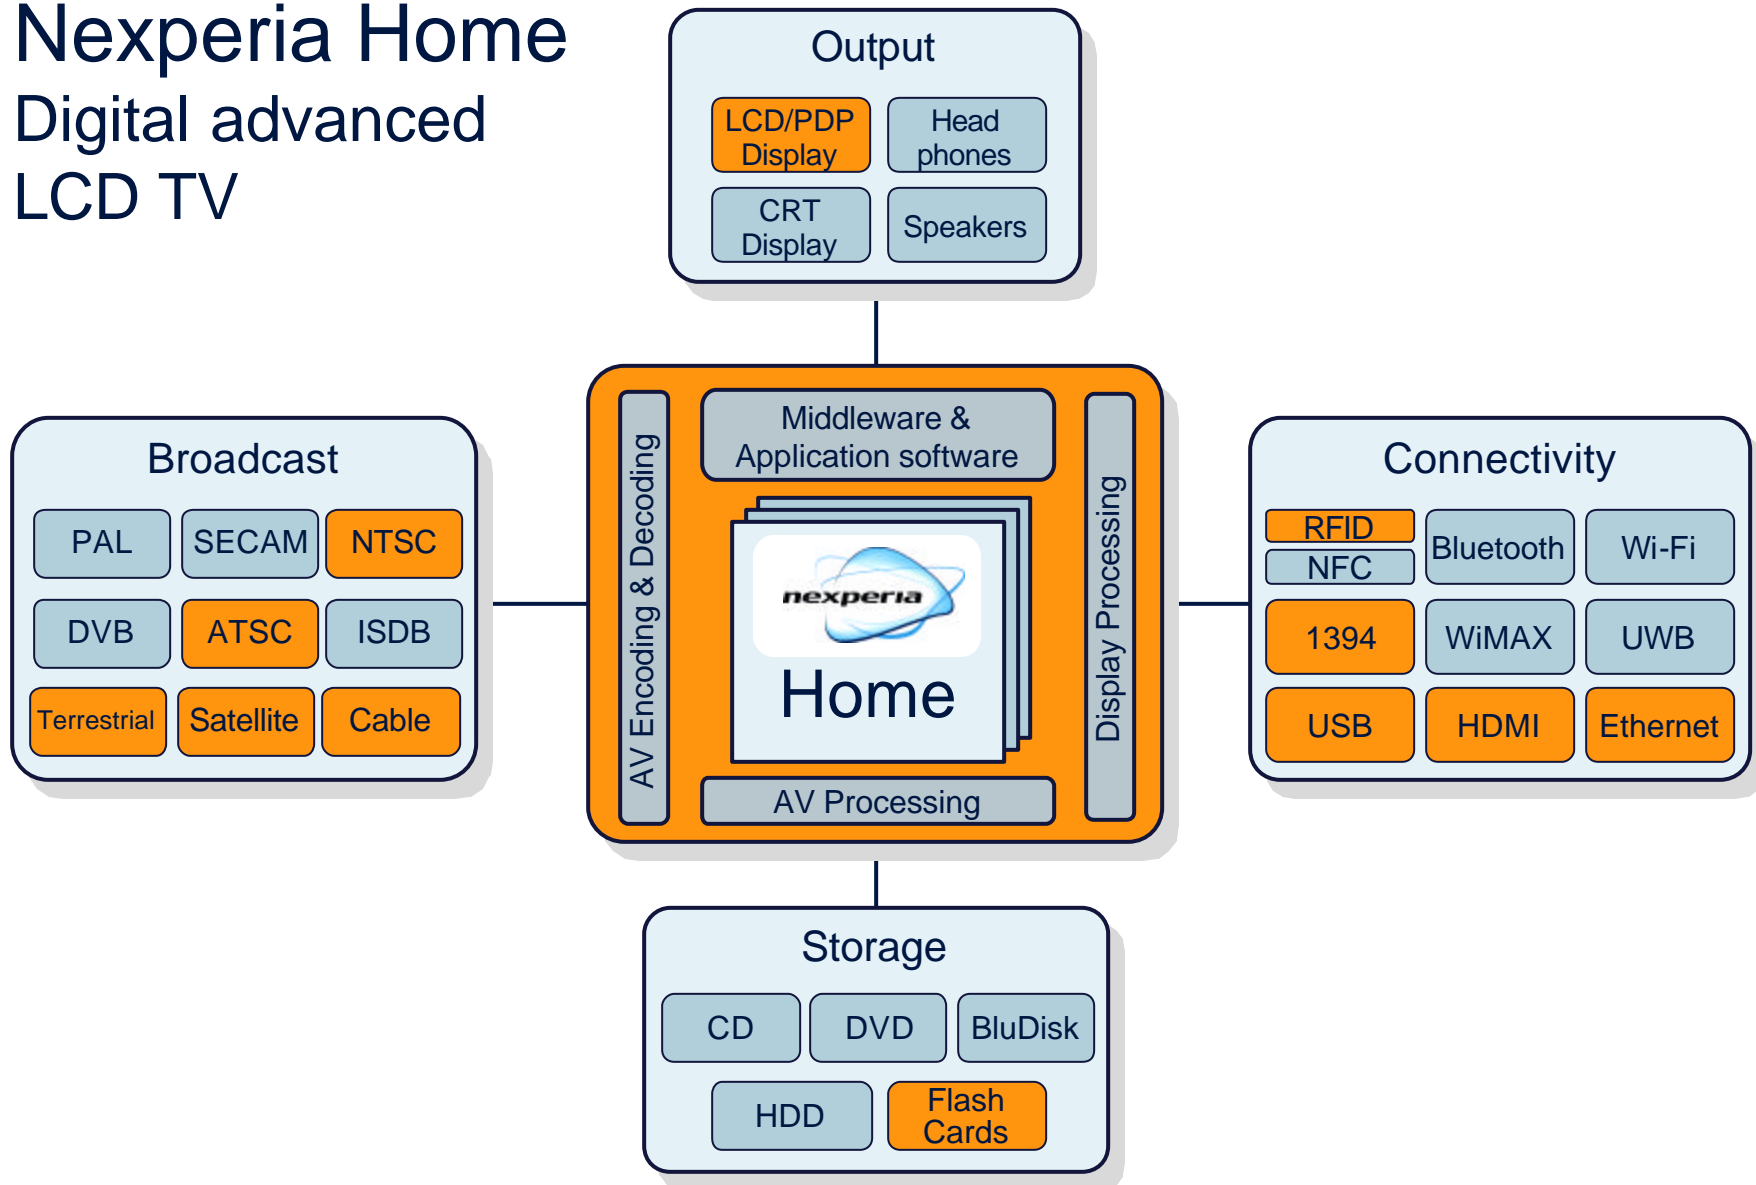 Nexperia Home
Digital advanced
LCD TV
Output
LCD/PDP
Display
Head
phones
CRT
Display
Speakers
Broadcast
PAL
SECAM
NTSC
DVB
ATSC
ISDB
Terrestrial
Satellite
Cable
AV Encoding & Decoding
Middleware &
Application software
nexperia
Home
AV Processing
Display Processing
Connectivity
RFID
NFC
Bluetooth
Wi-Fi
1394
WiMAX
UWB
USB
HDMI
Ethernet
Storage
CD
DVD
BluDisk
HDD
Flash
Cards